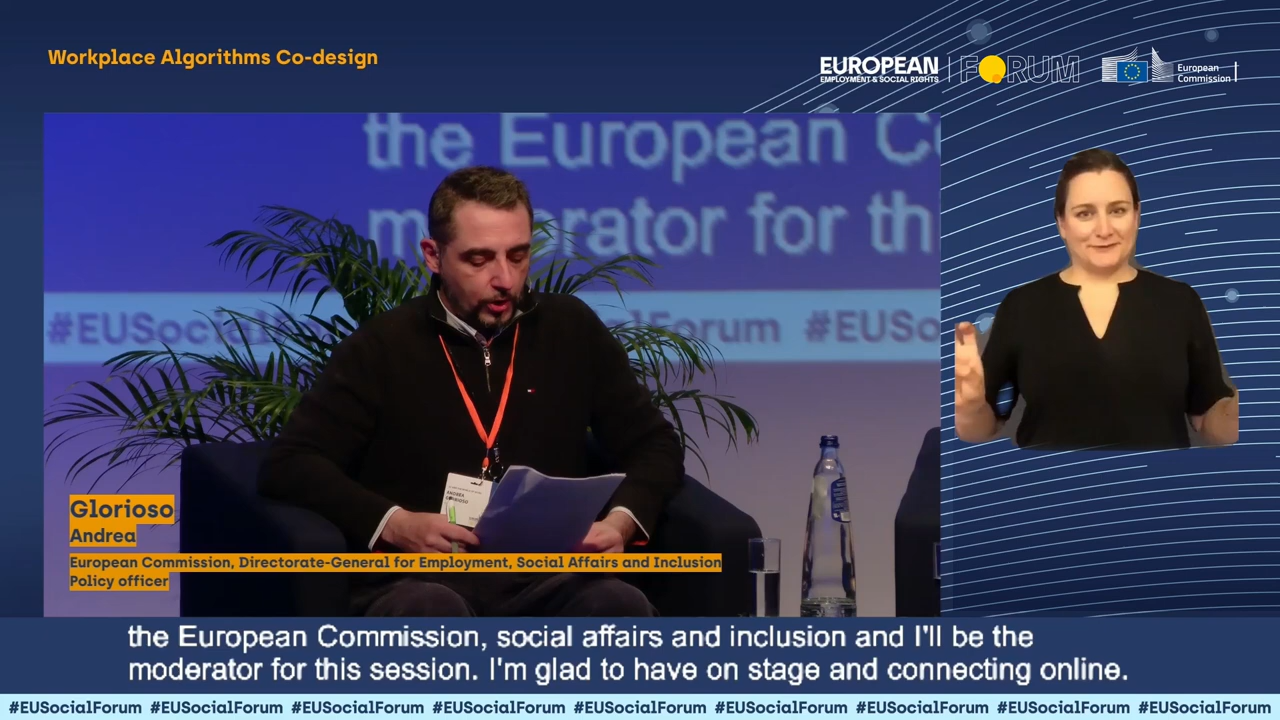 Workplace Algorithms Co-design
EUROPEAN
EMPLOYMENT & SOCIAL RIGHTS
FORUM
European
Commission
the European Co
moderator for th
#EUSocial
alForum #EUSo
ANDREA
GLORIOSO
Glorioso
Andrea
European Commission, Directorate-General for Employment, Social Affairs and Inclusion
Policy officer
the European Commission, social affairs and inclusion and I'll be the
moderator for this session. I'm glad to have on stage and connecting online.
#EUSocialForum #EUSocialForum #EUSocialForum #EUSocialForum #EUSocialForum #EUSocialForum #EUSocialForum #EUSocialForum #EUSocialForum